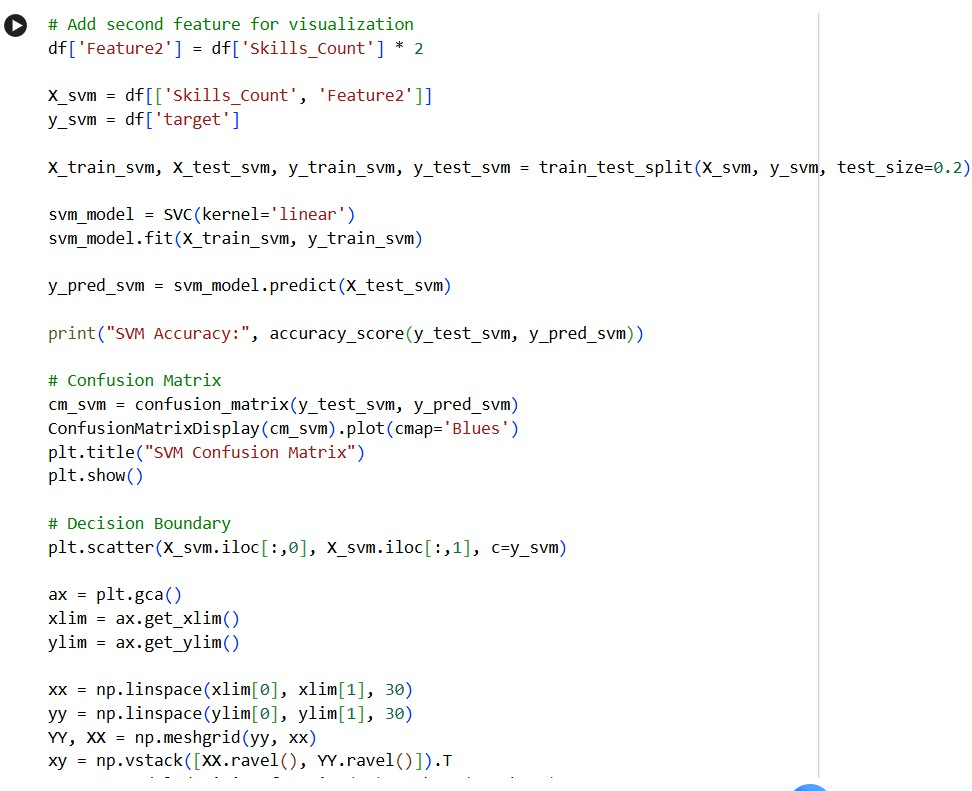 # Add second feature for visualization
df['Feature2'] = df['Skills_Count'] * 2
X_svm = df[['Skills_Count', 'Feature2']]
y_svm = df['target']
X_train_svm, X_test_svm, y_train_svm, y_test_svm = train_test_split(X_svm, y_svm, test_size=0.2)
svm_model = SVC(kernel='linear')
svm_model.fit(X_train_svm, y_train_svm)
y_pred_svm = svm_model.predict(X_test_svm)
print("SVM Accuracy:", accuracy_score(y_test_svm, y_pred_svm))
# Confusion Matrix
cm_svm = confusion_matrix(y_test_svm, y_pred_svm)
ConfusionMatrixDisplay(cm_svm).plot(cmap='Blues')
plt.title("SVM Confusion Matrix")
plt.show()
# Decision Boundary
plt.scatter(X_svm.iloc[:,0], X_svm.iloc[:,1], c=y_svm)
ax = plt.gca()
xlim = ax.get_xlim()
ylim = ax.get_ylim()
xx = np.linspace(xlim[0], xlim[1], 30)
yy = np.linspace(ylim[0], ylim[1], 30)
YY, XX = np.meshgrid(yy, xx)
xy = np.vstack([XX.ravel(), YY.ravel()]).T